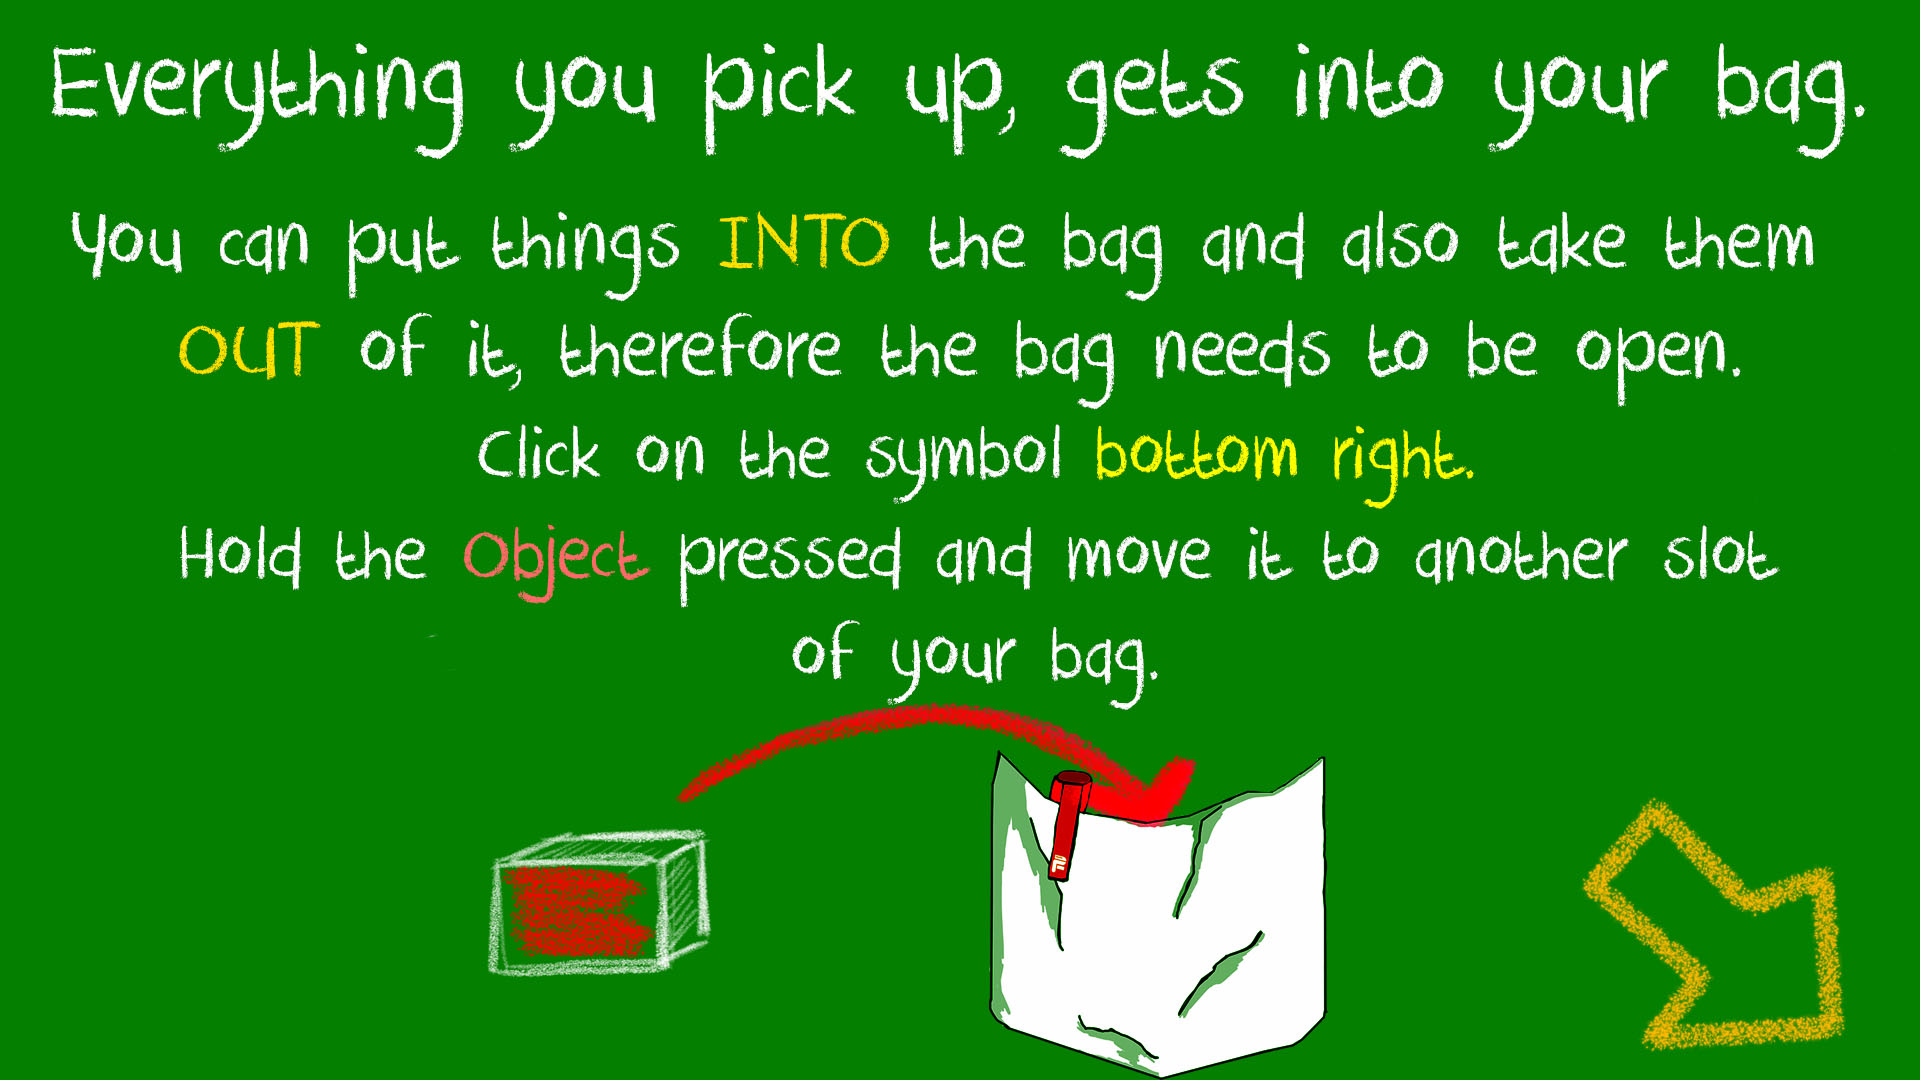 Everything you pick up, gets into your bag.
You can put things INTO the bag and also take them
OUT of it, therefore the bag needs to be open.
Click on the symbol bottom right.
Hold the Object pressed and move it to another slot
of your bag.